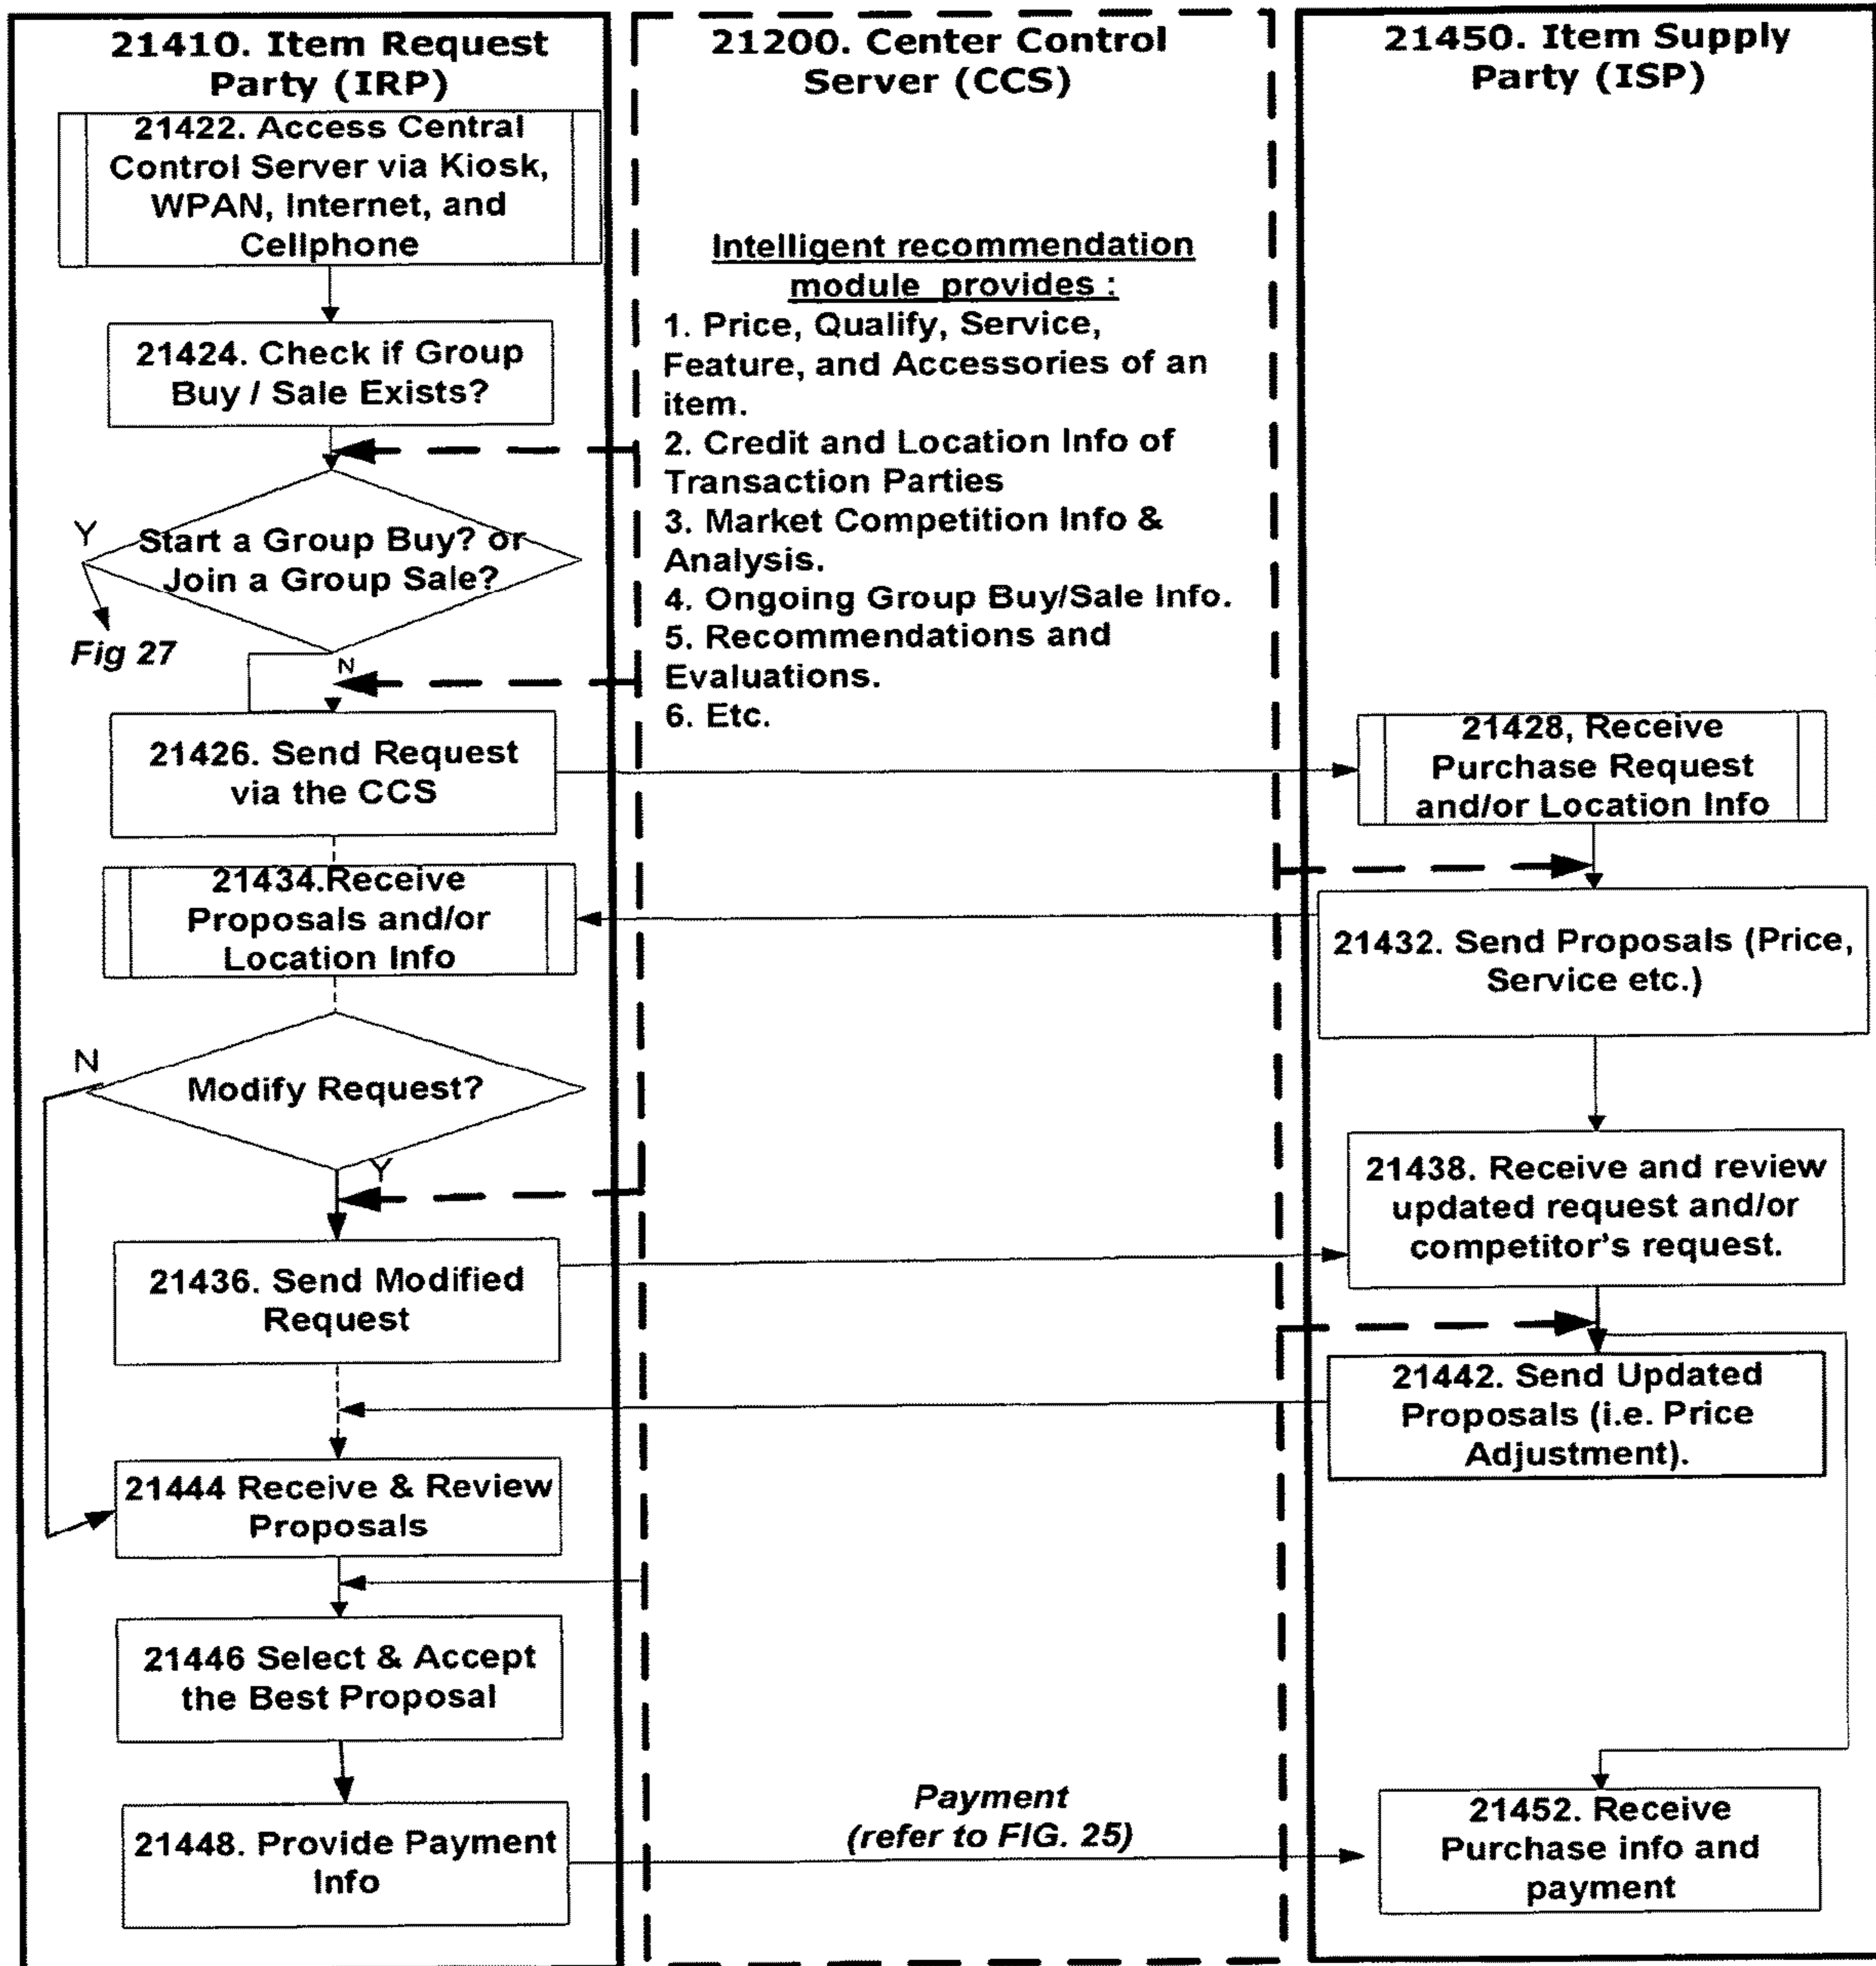 21410. Item Request
Party (IRP)
21422. Access Central
Control Server via Kiosk,
WPAN, Internet, and
Cellphone
21424. Check if Group
Buy / Sale Exists?
Start a Group Buy? or
Join a Group Sale?
Y
Fig 27
N
21426. Send Request
via the CCS
21434.Receive
Proposals and/or
Location Info
Modify Request?
N
Y
21436. Send Modified
Request
21444 Receive & Review
Proposals
21446 Select & Accept
the Best Proposal
21448. Provide Payment
Info
21200. Center Control
Server (CCS)
Intelligent recommendation
module provides :
1. Price, Qualify, Service,
Feature, and Accessories of an
item.
2. Credit and Location Info of
Transaction Parties
3. Market Competition Info &
Analysis.
4. Ongoing Group Buy/Sale Info.
5. Recommendations and
Evaluations.
6. Etc.
Payment
(refer to FIG. 25)
21450. Item Supply
Party (ISP)
21428, Receive
Purchase Request
and/or Location Info
21432. Send Proposals (Price,
Service etc.)
21438. Receive and review
updated request and/or
competitor's request.
21442. Send Updated
Proposals (i.e. Price
Adjustment).
21452. Receive
Purchase info and
payment